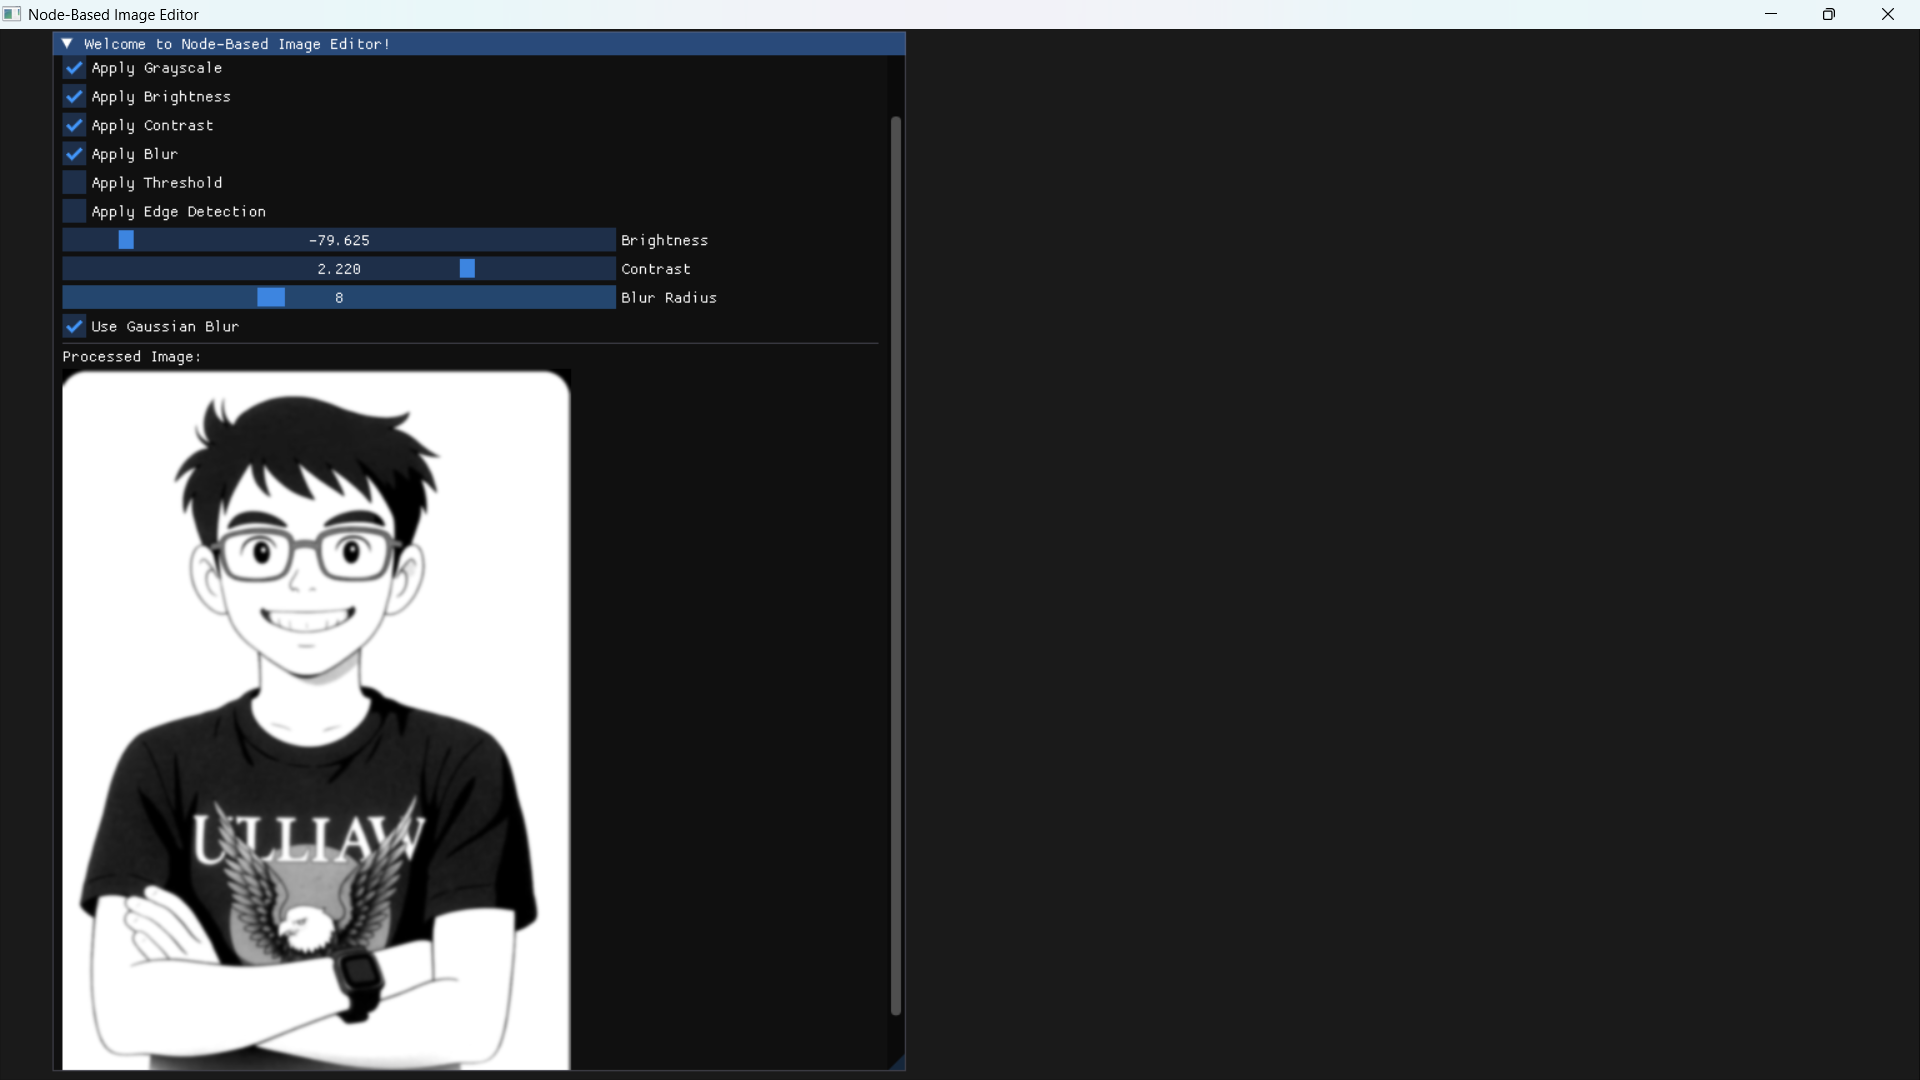 Node-Based Image Editor
Welcome to Node-Based Image Editor!
Apply Grayscale
Apply Brightness
Apply Contrast
Apply Blur
Apply Threshold
Apply Edge Detection
-79.625 Brightness
2.220 Contrast
8 Blur Radius
Use Gaussian Blur
Processed Image:
ULLIAW